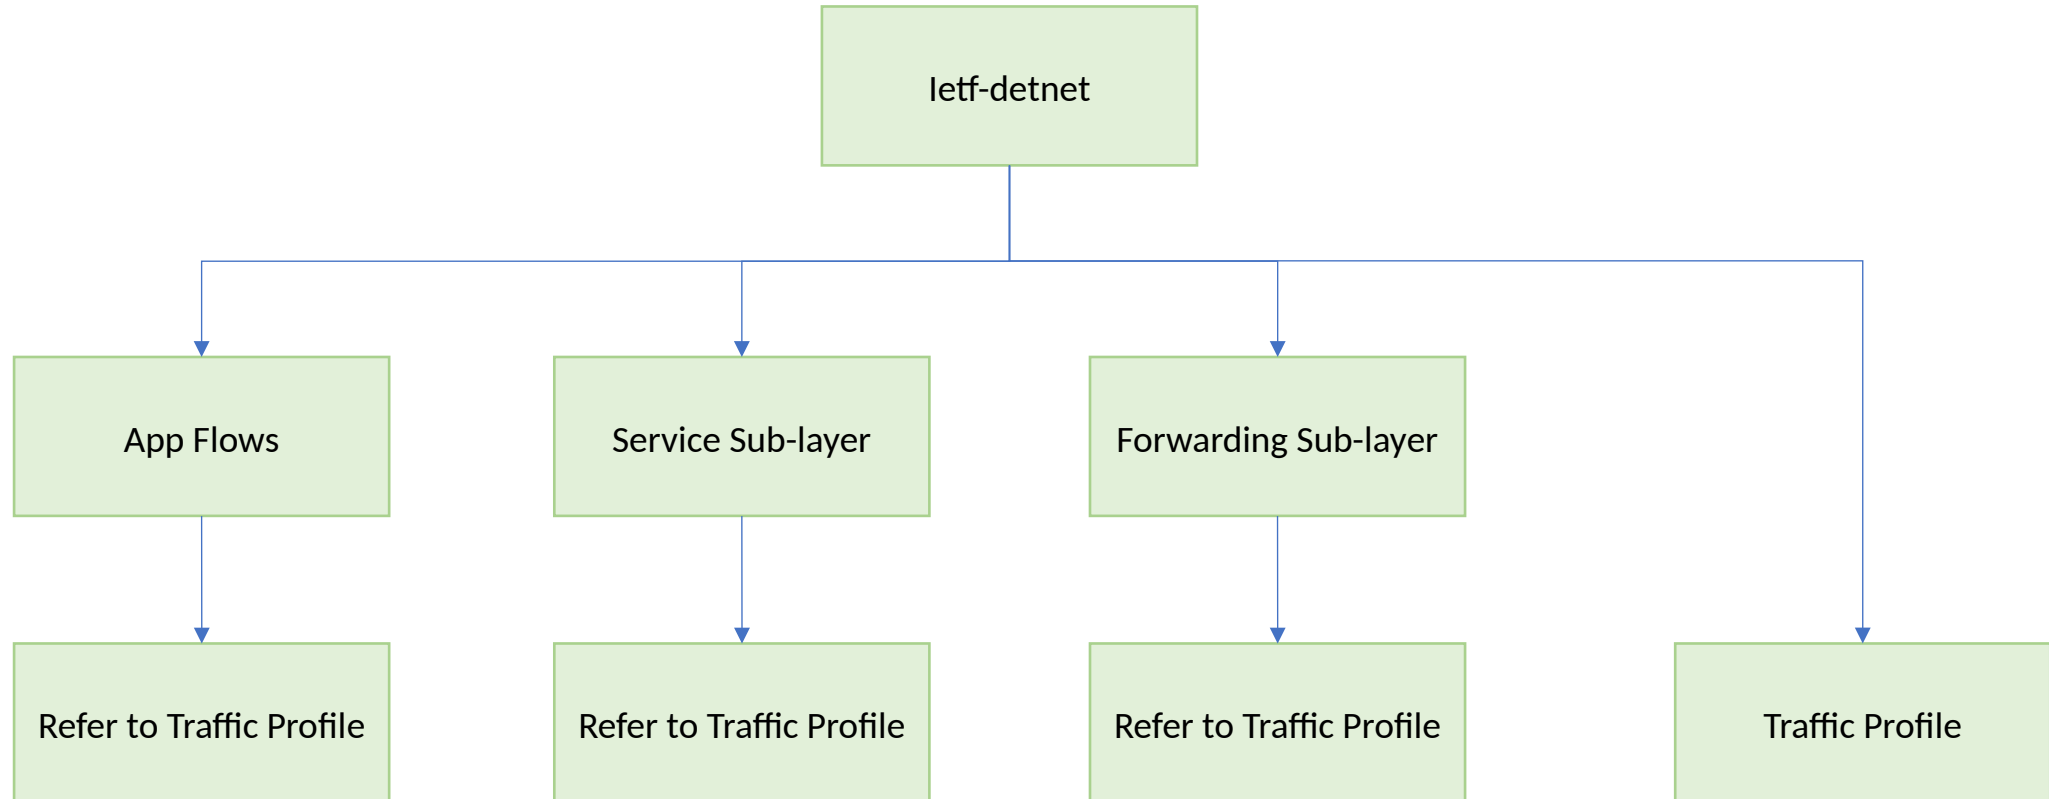 Ietf-detnet
App Flows
Service Sub-layer
Forwarding Sub-layer
Refer to Traffic Profile
Refer to Traffic Profile
Refer to Traffic Profile
Traffic Profile